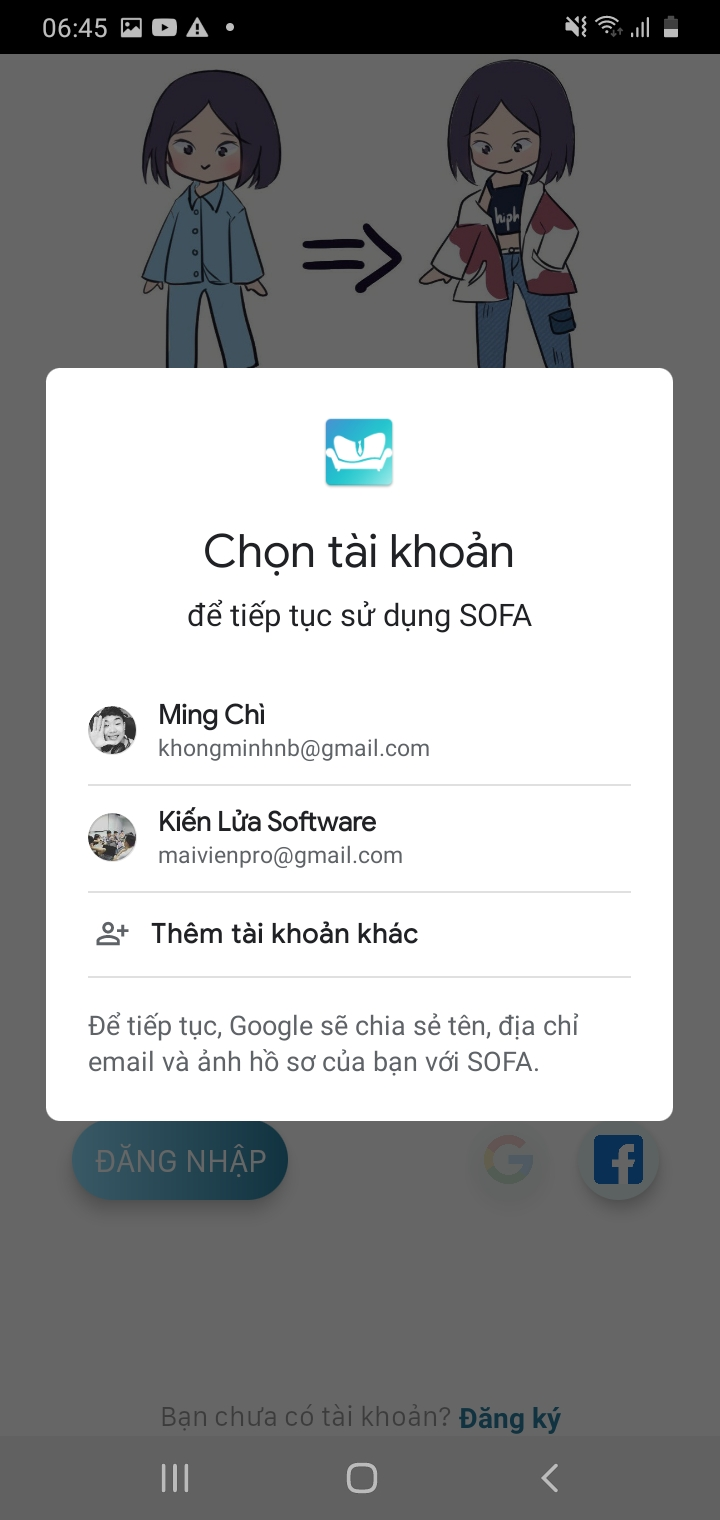 06:45
hiph
Chọn tài khoản
để tiếp tục sử dụng SOFA
Ming Chì
khongminhnb@gmail.com
Kiến Lửa Software
maivienpro@gmail.com
Thêm tài khoản khác
Để tiếp tục, Google sẽ chia sẻ tên, địa chỉ
email và ảnh hồ sơ của bạn với SOFA.
ĐĂNG NHẬP
Bạn chưa có tài khoản? Đăng ký